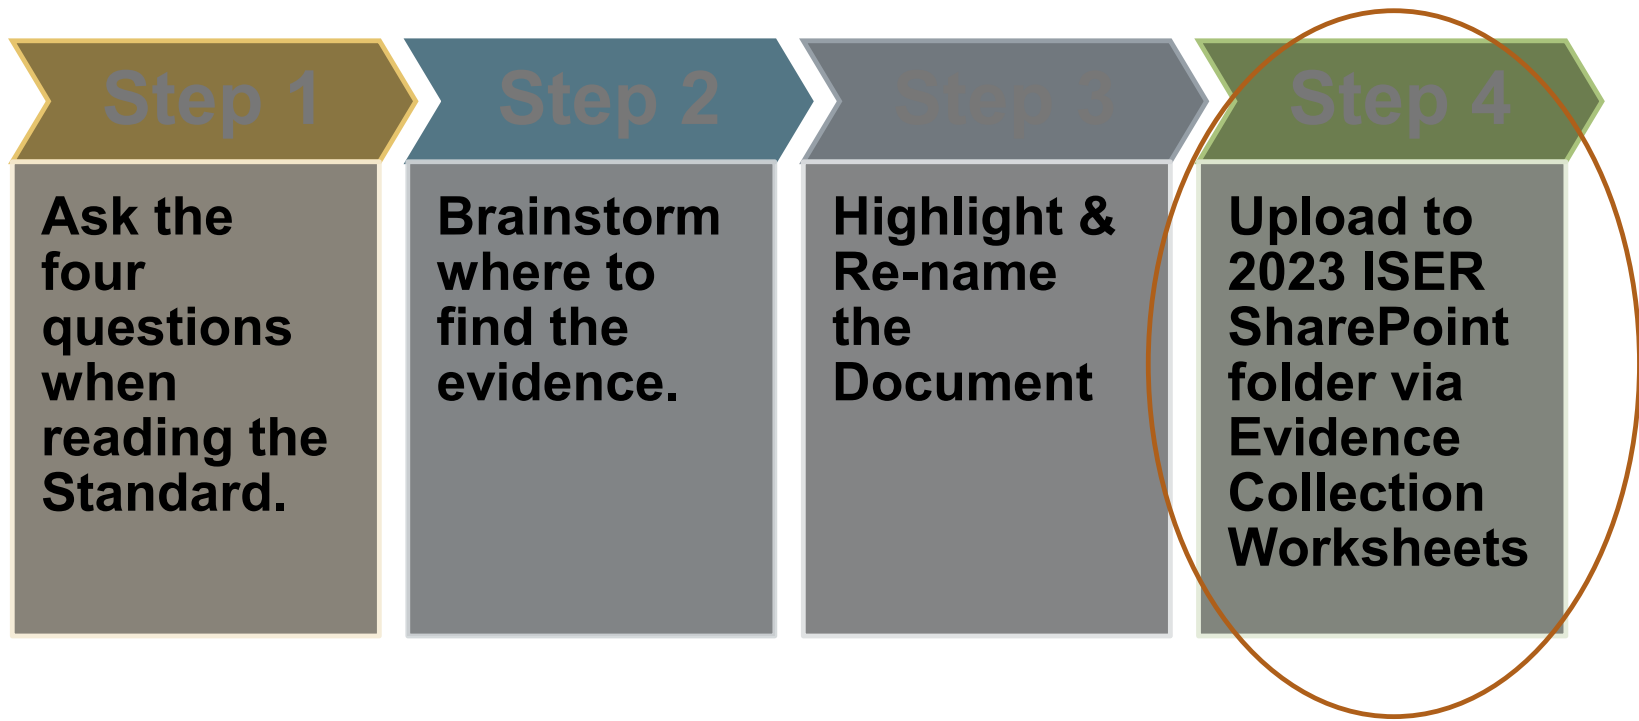 Step 1
Ask the
four
questions
when
reading the
Standard.
Step 2
Brainstorm
where to
find the
evidence.
Step 3
Highlight &
Re-name
the
Document
Step 4
Upload to
2023 ISER
SharePoint
folder via
Evidence
Collection
Worksheets